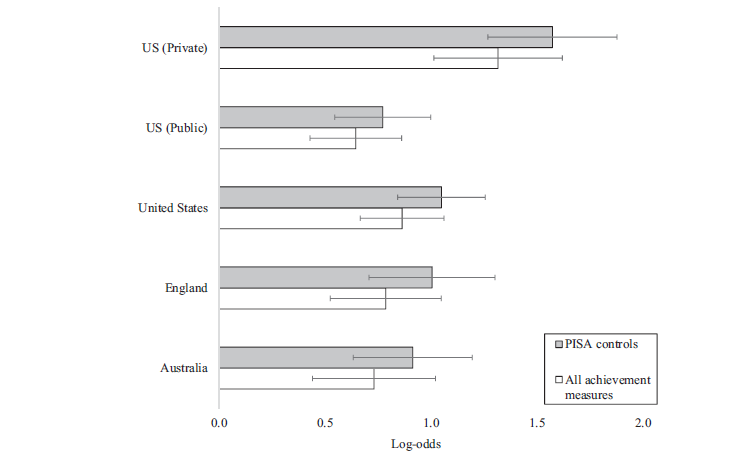 US (Private)
US (Public)
United States
England
Australia
PISA controls
All achievement
measures
0.0 0.5 1.0 1.5 2.0
Log-odds